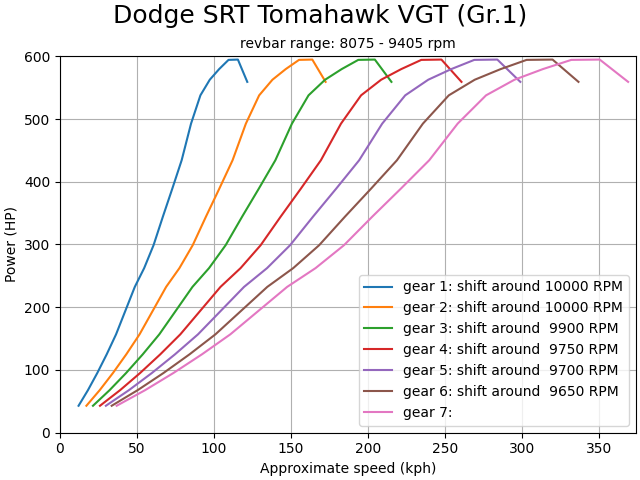 Dodge SRT Tomahawk VGT (Gr.1)
revbar range: 8075 - 9405 rpm
600
500
400
300
200
100
0
Power (HP)
gear 1: shift around 10000 RPM
gear 2: shift around 10000 RPM
gear 3: shift around  9900 RPM
gear 4: shift around  9750 RPM
gear 5: shift around  9700 RPM
gear 6: shift around  9650 RPM
gear 7:
0 50 100 150 200 250 300 350
Approximate speed (kph)